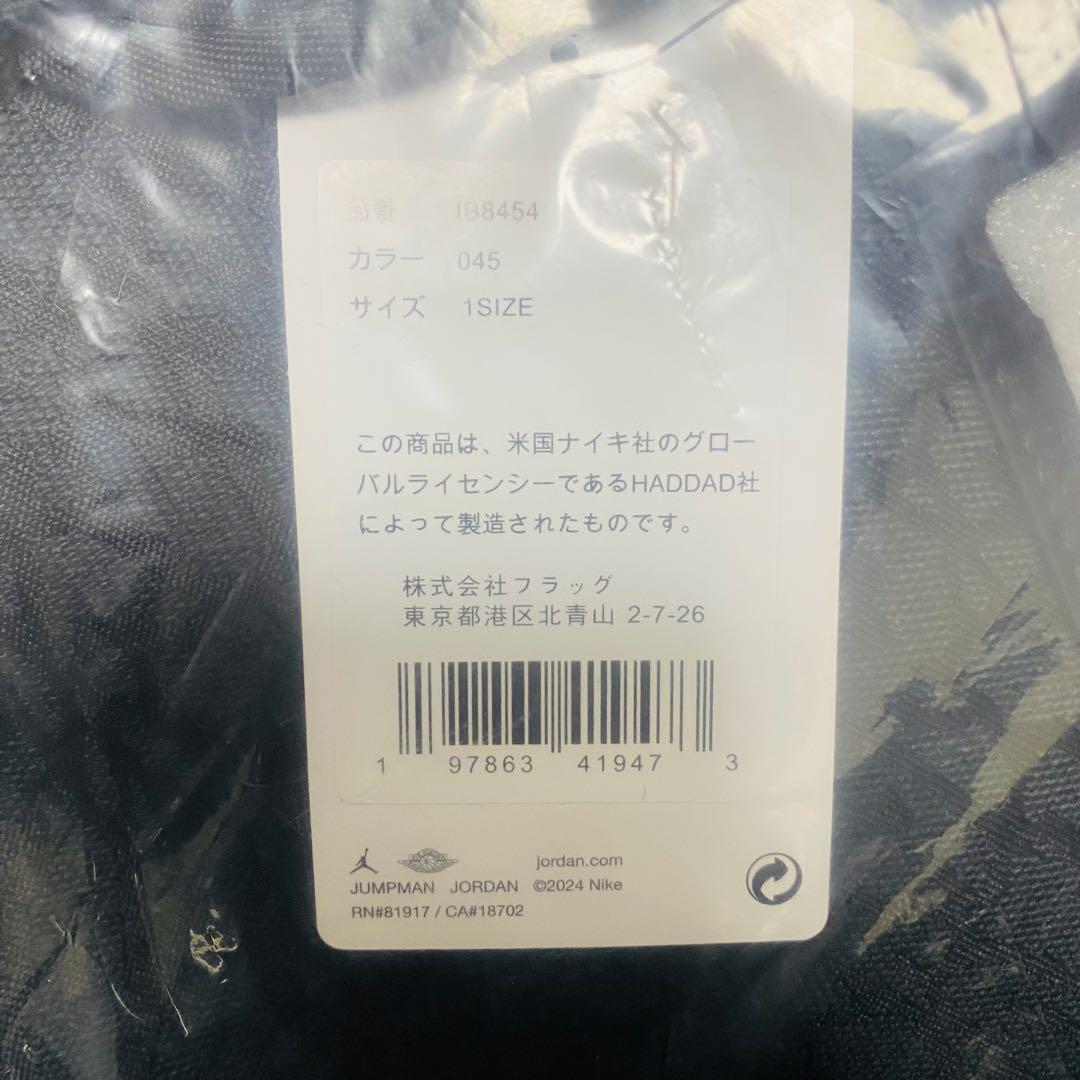 品番 IB8454
カラー 045
サイズ 1SIZE
この商品は、米国ナイキ社のグロー
バルライセンシーであるHADDAD社
によって製造されたものです。
株式会社フラッグ
東京都港区北青山 2-7-26
1 97863 41947 3
jordan.com
JUMPMAN JORDAN ©2024 Nike
RN#81917 / CA#18702